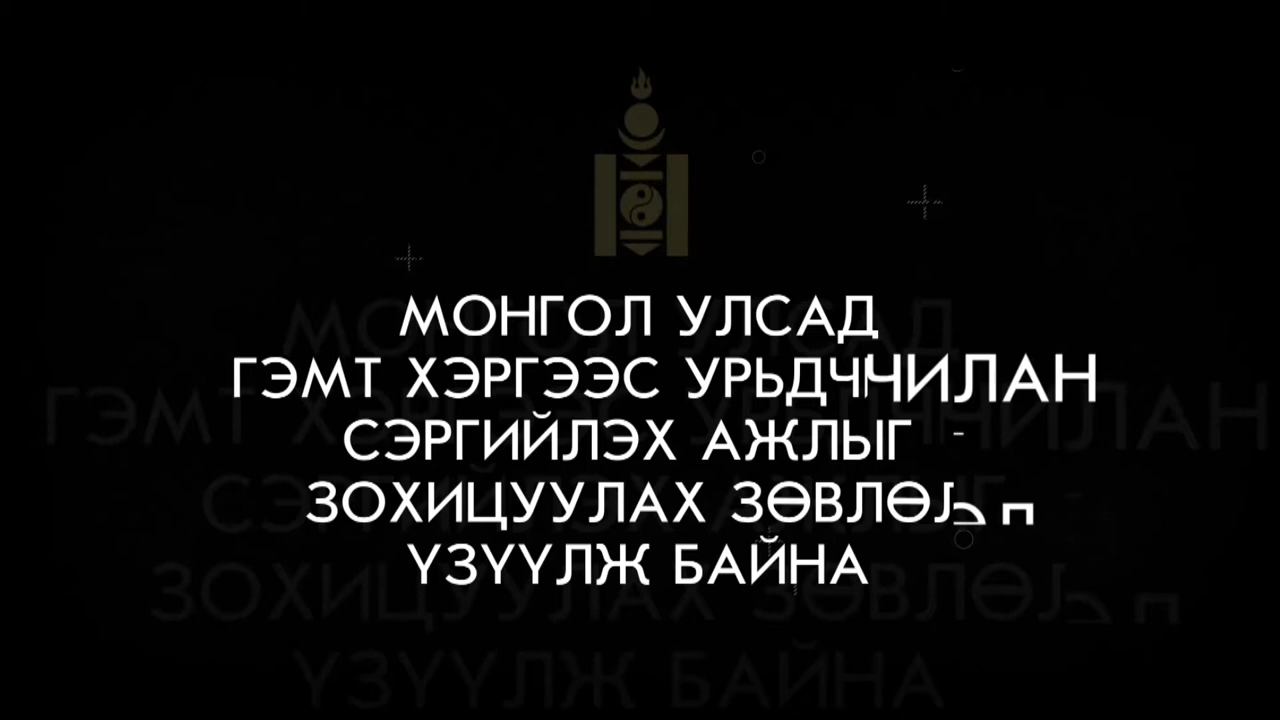 МОНГОЛ УЛСАД
ГЭМТ ХЭРГЭЭС УРЬДЧИЛАН
СЭРГИЙЛЭХ АЖЛЫГ
ЗОХИЦУУЛАХ
ҮЗҮҮЛЖ БАЙНА